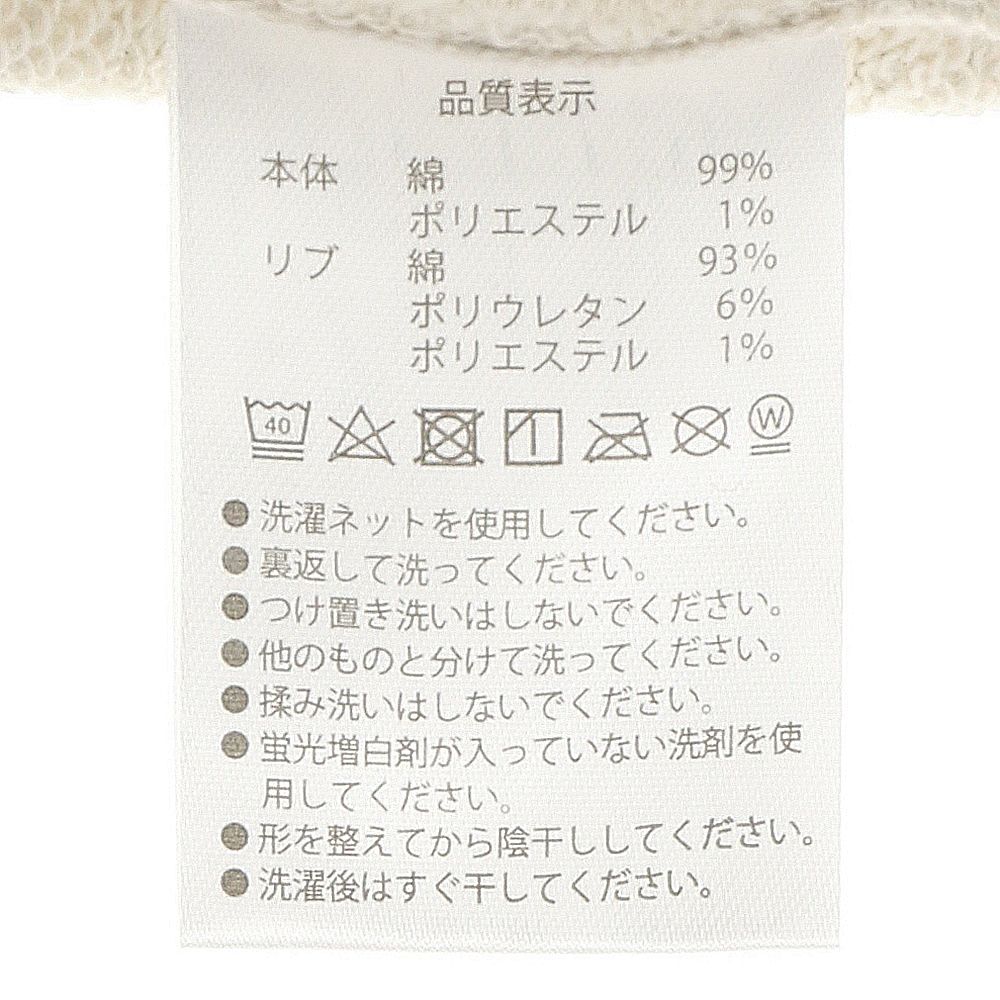 品質表示
本体 綿 99%
ポリエステル 1%
リブ 綿 93%
ポリウレタン 6%
ポリエステル 1%
40 W
●洗濯ネットを使用してください。
●裏返して洗ってください。
●つけ置き洗いはしないでください。
●他のものと分けて洗ってください。
●揉み洗いはしないでください。
●蛍光増白剤が入っていない洗剤を使
用してください。
●形を整えてから陰干ししてください。
●洗濯後はすぐ干してください。